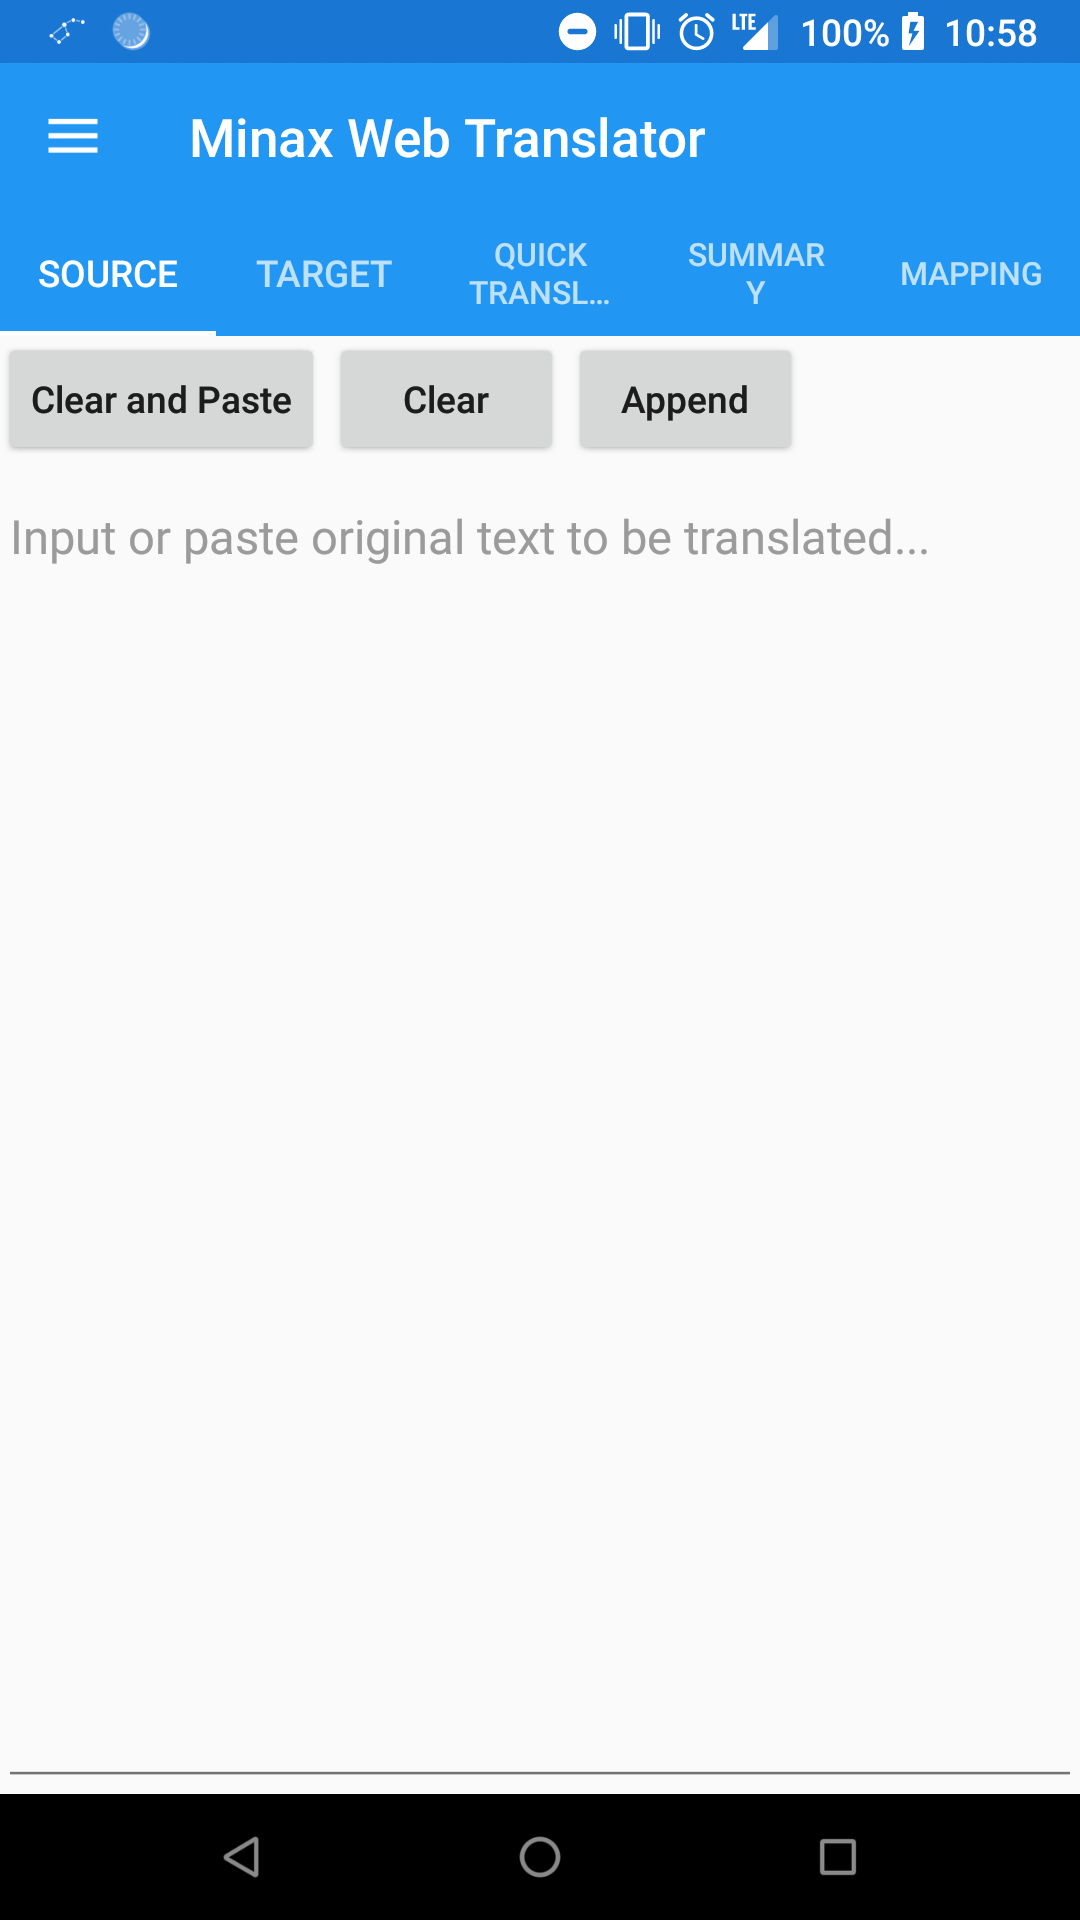 LTE 100% 10:58
Minax Web Translator
SOURCE
TARGET
QUICK
TRANSL...
SUMMAR
Y
MAPPING
Clear and Paste
Clear
Append
Input or paste original text to be translated...